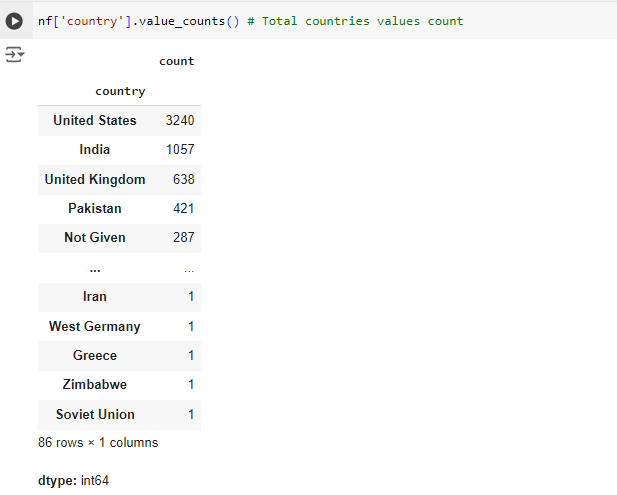 nf['country'].value_counts() # Total countries values count
count
country
United States 3240
India 1057
United Kingdom 638
Pakistan 421
Not Given 287
... ...
Iran 1
West Germany 1
Greece 1
Zimbabwe 1
Soviet Union 1
86 rows × 1 columns
dtype: int64